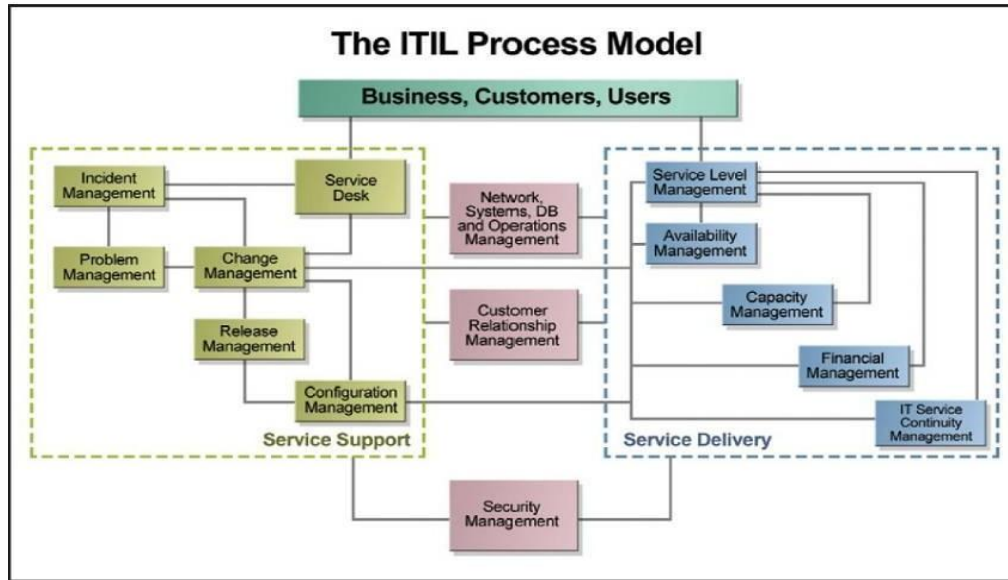 The ITIL Process Model
Business, Customers, Users
Incident
Management
Service
Desk
Problem
Management
Change
Management
Release
Management
Configuration
Management
Service Support
Network,
Systems, DB
and Operations
Management
Customer
Relationship
Management
Security
Management
Service Level
Management
Availability
Management
Capacity
Management
Financial
Management
IT Service
Continuity
Management
Service Delivery